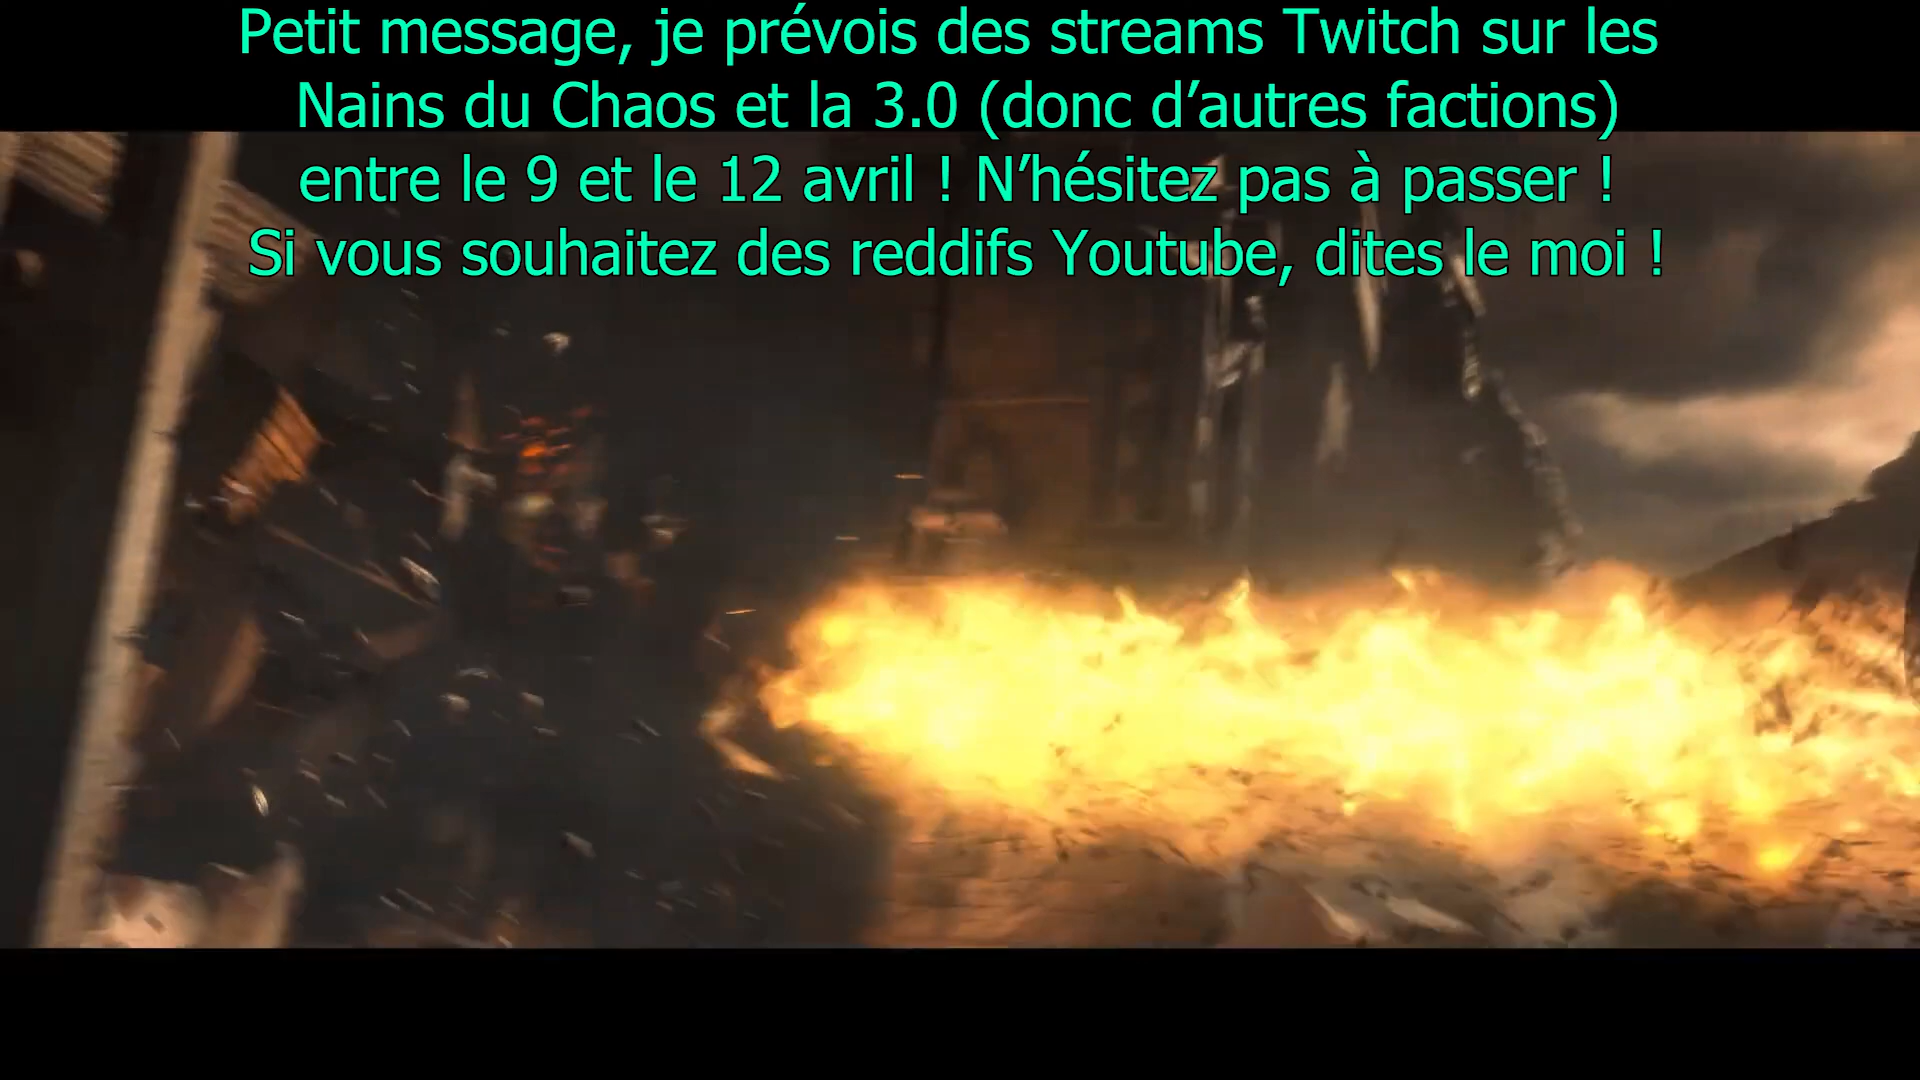 Petit message, je prévois des streams Twitch sur les
Nains du Chaos et la 3.0 (donc d’autres factions)
entre le 9 et le 12 avril ! N’hésitez pas à passer !
Si vous souhaitez des reddifs Youtube, dites le moi !